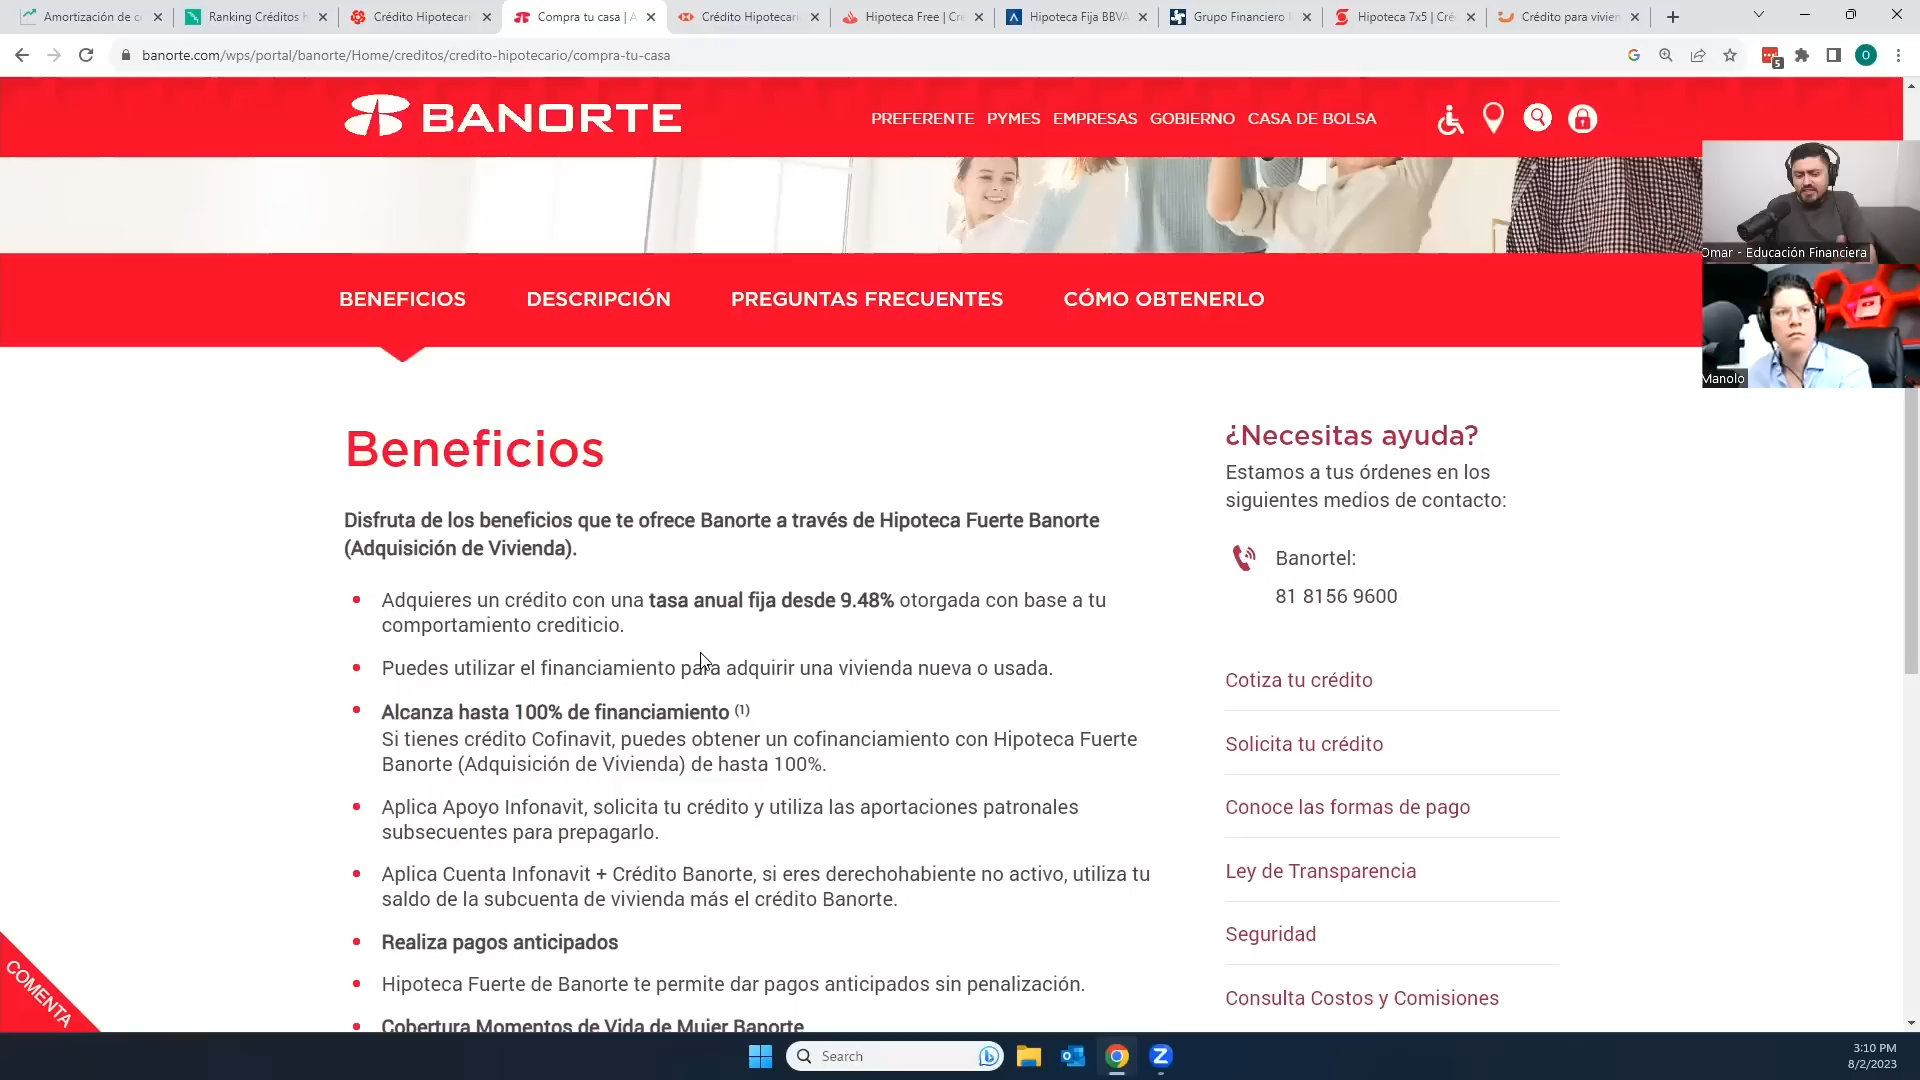 Amortización de c
Ranking Créditos h
Crédito Hipotecari
Compra tu casa | A
Crédito Hipotecari
Hipoteca Free | Cre
Hipoteca Fija BBVA
Grupo Financiero
Hipoteca 7x5 | Cré
Crédito para vivien
banorte.com/wps/portal/banorte/Home/creditos/credito-hipotecario/compra-tu-casa
5
O
BANORTE
PREFERENTE PYMES EMPRESAS GOBIERNO CASA DE BOLSA
Omar - Educación Financiera
Manolo
BENEFICIOS
DESCRIPCIÓN
PREGUNTAS FRECUENTES
CÓMO OBTENERLO
Beneficios
Disfruta de los beneficios que te ofrece Banorte a través de Hipoteca Fuerte Banorte
(Adquisición de Vivienda).
Adquieres un crédito con una tasa anual fija desde 9.48% otorgada con base a tu
comportamiento crediticio.
Puedes utilizar el financiamiento para adquirir una vivienda nueva o usada.
Alcanza hasta 100% de financiamiento (1)
Si tienes crédito Cofinavit, puedes obtener un cofinanciamiento con Hipoteca Fuerte
Banorte (Adquisición de Vivienda) de hasta 100%.
Aplica Apoyo Infonavit, solicita tu crédito y utiliza las aportaciones patronales
subsecuentes para prepagarlo.
Aplica Cuenta Infonavit + Crédito Banorte, si eres derechohabiente no activo, utiliza tu
saldo de la subcuenta de vivienda más el crédito Banorte.
Realiza pagos anticipados
Hipoteca Fuerte de Banorte te permite dar pagos anticipados sin penalización.
Cobertura Momentos de Vida de Mujer Banorte
¿Necesitas ayuda?
Estamos a tus órdenes en los
siguientes medios de contacto:
Banortel:
81 8156 9600
Cotiza tu crédito
Solicita tu crédito
Conoce las formas de pago
Ley de Transparencia
Seguridad
Consulta Costos y Comisiones
COMENTA
Search
3:10 PM
8/2/2023